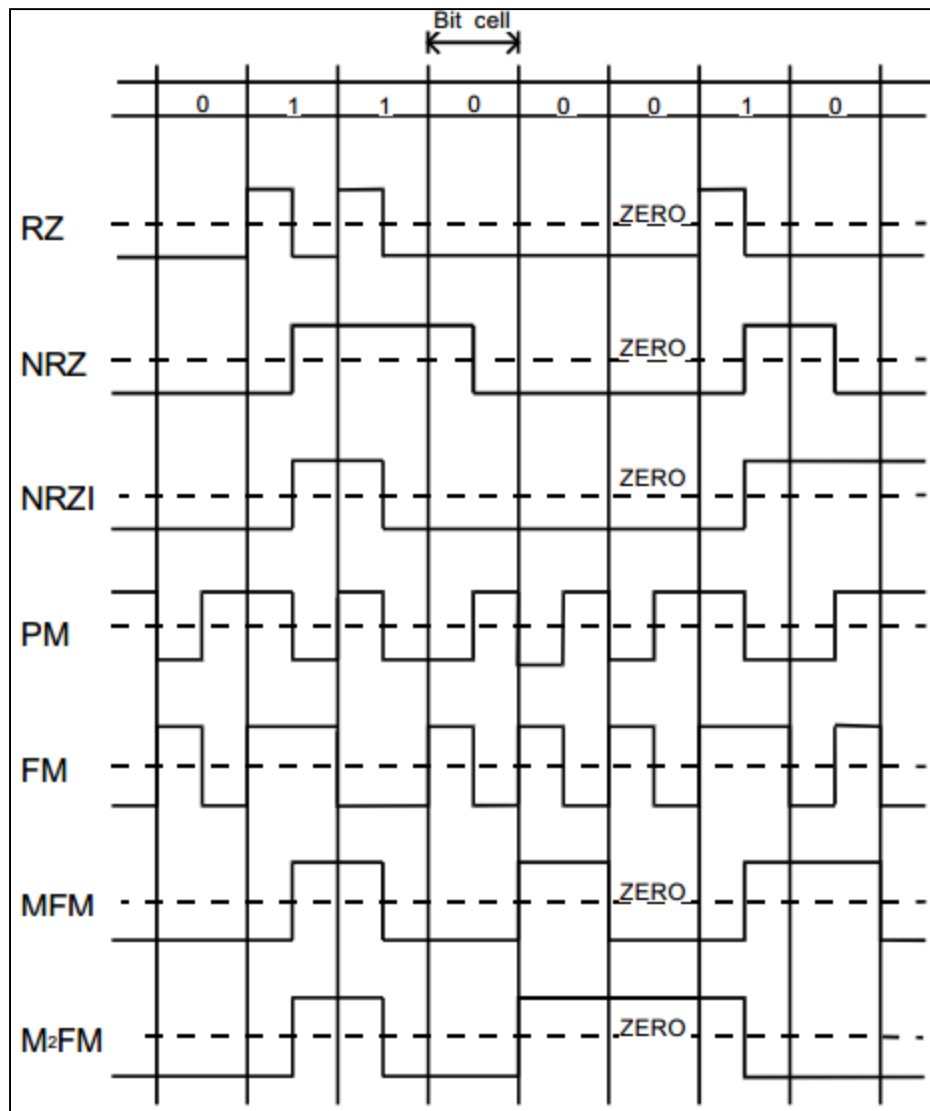 Bit cell
0 1 1 0 0 0 1 0
RZ ZERO
NRZ ZERO
NRZI ZERO
PM
FM
MFM ZERO
M²FM ZERO